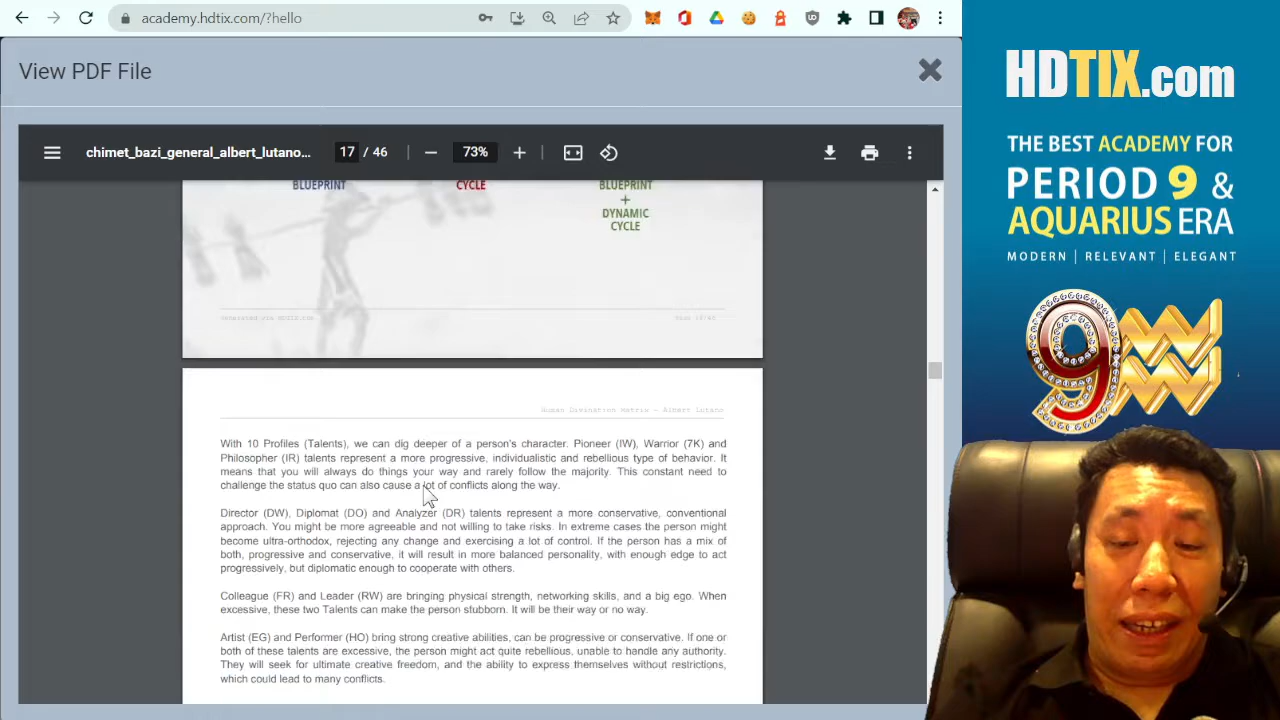 academy.hdtix.com/?hello
View PDF File
chimet_bazi_general_albert_lutano...
17 / 46
73%
BLUEPRINT
CYCLE
BLUEPRINT
+
DYNAMIC
CYCLE
Generated via HDTIX.com
Human Divination Matrix - Albert Lutano
With 10 Profiles (Talents), we can dig deeper of a person's character. Pioneer (IW), Warrior (7K) and
Philosopher (IR) talents represent a more progressive, individualistic and rebellious type of behavior. It
means that you will always do things your way and rarely follow the majority. This constant need to
challenge the status quo can also cause a lot of conflicts along the way.
Director (DW), Diplomat (DO) and Analyzer (DR) talents represent a more conservative, conventional
approach. You might be more agreeable and not willing to take risks. In extreme cases the person might
become ultra-orthodox, rejecting any change and exercising a lot of control. If the person has a mix of
both, progressive and conservative, it will result in more balanced personality, with enough edge to act
progressively, but diplomatic enough to cooperate with others.
Colleague (FR) and Leader (RW) are bringing physical strength, networking skills, and a big ego. When
excessive, these two Talents can make the person stubborn. It will be their way or no way.
Artist (EG) and Performer (HO) bring strong creative abilities, can be progressive or conservative. If one or
both of these talents are excessive, the person might act quite rebellious, unable to handle any authority.
They will seek for ultimate creative freedom, and the ability to express themselves without restrictions,
which could lead to many conflicts.
HDTIX.com
THE BEST ACADEMY FOR
PERIOD 9 &
AQUARIUS ERA
MODERN | RELEVANT | ELEGANT
9